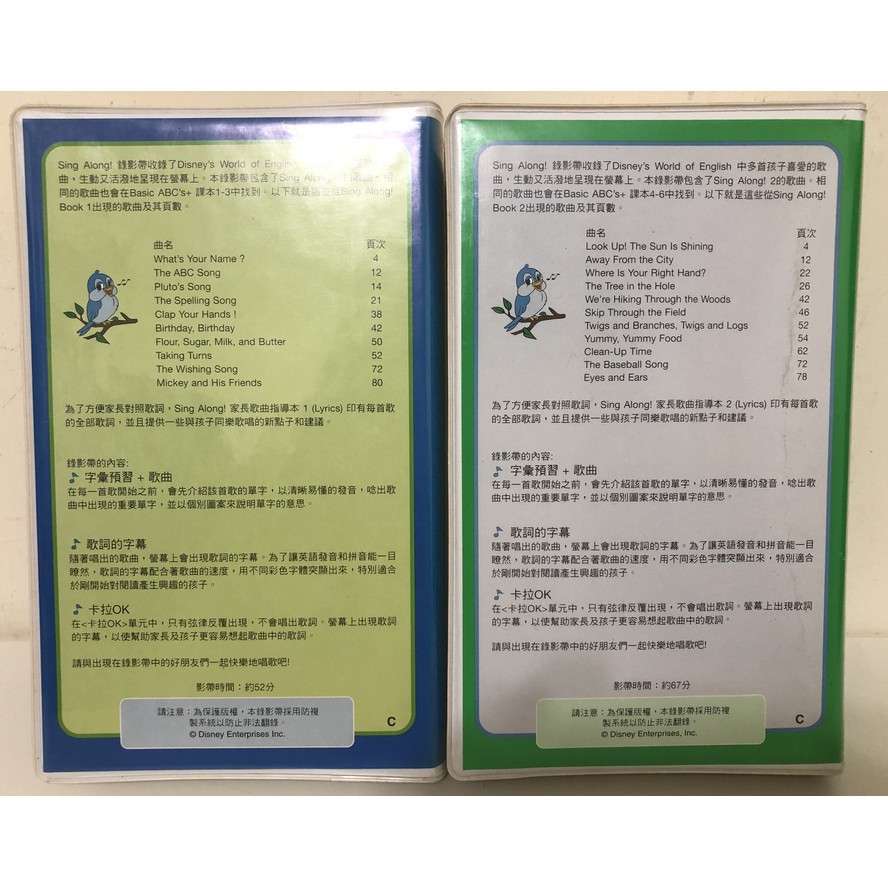 Sing Along! 錄影帶收錄了Disney's World of English
曲，生動又活潑地呈現在螢幕上。本錄影帶包含了Sing Along! 1的歌曲。相
同的歌曲也會在Basic ABC's+ 課本1-3中找到。以下就是這些從Sing Along!
Book 1出現的歌曲及其頁數。
曲名 頁次
What's Your Name ? 4
The ABC Song 12
Pluto's Song 14
The Spelling Song 21
Clap Your Hands ! 38
Birthday, Birthday 42
Flour, Sugar, Milk, and Butter 50
Taking Turns 52
The Wishing Song 72
Mickey and His Friends 80
為了方便家長對照歌詞，Sing Along! 家長歌曲指導本 1 (Lyrics) 印有每首歌
的全部歌詞，並且提供一些與孩子同樂歌唱的新點子和建議。
錄影帶的內容:
字彙預習 + 歌曲
在每一首歌開始之前，會先介紹該首歌的單字，以清晰易懂的發音，唸出歌
曲中出現的重要單字，並以個別圖案來說明單字的意思。
歌詞的字幕
隨著唱出的歌曲，螢幕上會出現歌詞的字幕。為了讓英語發音和拼音能一目
瞭然，歌詞的字幕配合著歌曲的速度，用不同彩色字體突顯出來，特別適合
於剛開始對閱讀產生興趣的孩子。
卡拉OK
在<卡拉OK>單元中，只有弦律反覆出現，不會唱出歌詞。螢幕上出現歌詞
的字幕，以使幫助家長及孩子更容易想起歌曲中的歌詞。
請與出現在錄影帶中的好朋友們一起快樂地唱歌吧!
影帶時間：約52分
請注意：為保護版權，本錄影帶採用防複
製系統以防止非法翻錄。
© Disney Enterprises Inc.
C
Sing Along! 錄影帶收錄了Disney's World of English 中多首孩子喜愛的歌
曲，生動又活潑地呈現在螢幕上。本錄影帶包含了Sing Along! 2的歌曲。相
同的歌曲也會在Basic ABC's+ 課本4-6中找到。以下就是這些從Sing Along!
Book 2出現的歌曲及其頁數。
曲名 頁次
Look Up! The Sun Is Shining 4
Away From the City 12
Where Is Your Right Hand? 22
The Tree in the Hole 26
We're Hiking Through the Woods 42
Skip Through the Field 46
Twigs and Branches, Twigs and Logs 52
Yummy, Yummy Food 54
Clean-Up Time 62
The Baseball Song 72
Eyes and Ears 78
為了方便家長對照歌詞，Sing Along! 家長歌曲指導本 2 (Lyrics) 印有每首歌
的全部歌詞，並且提供一些與孩子同樂歌唱的新點子和建議。
錄影帶的內容:
字彙預習 + 歌曲
在每一首歌開始之前，會先介紹該首歌的單字，以清晰易懂的發音，唸出歌
曲中出現的重要單字，並以個別圖案來說明單字的意思。
歌詞的字幕
隨著唱出的歌曲，螢幕上會出現歌詞的字幕。為了讓英語發音和拼音能一目
瞭然，歌詞的字幕配合著歌曲的速度，用不同彩色字體突顯出來，特別適合
於剛開始對閱讀產生興趣的孩子。
卡拉OK
在<卡拉OK>單元中，只有弦律反覆出現，不會唱出歌詞。螢幕上出現歌詞
的字幕，以幫助家長及孩子更容易想起歌曲中的歌詞。
請與出現在錄影帶中的好朋友們一起快樂地唱歌吧!
影帶時間：約67分
請注意：為保護版權，本錄影帶採用防複
製系統以防止非法翻錄。
© Disney Enterprises, Inc.
C